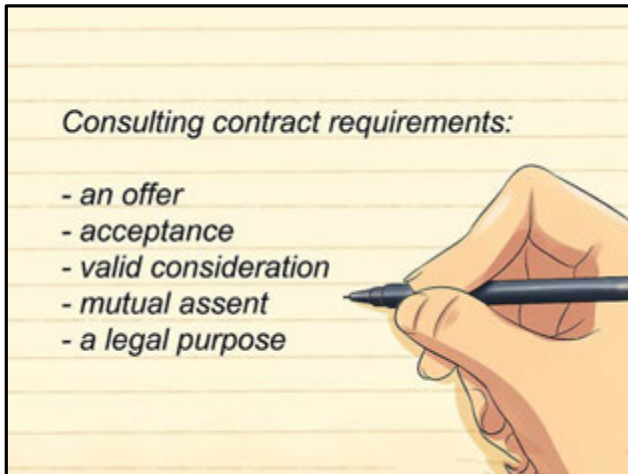 Consulting contract requirements:
- an offer
- acceptance
- valid consideration
- mutual assent
- a legal purpose